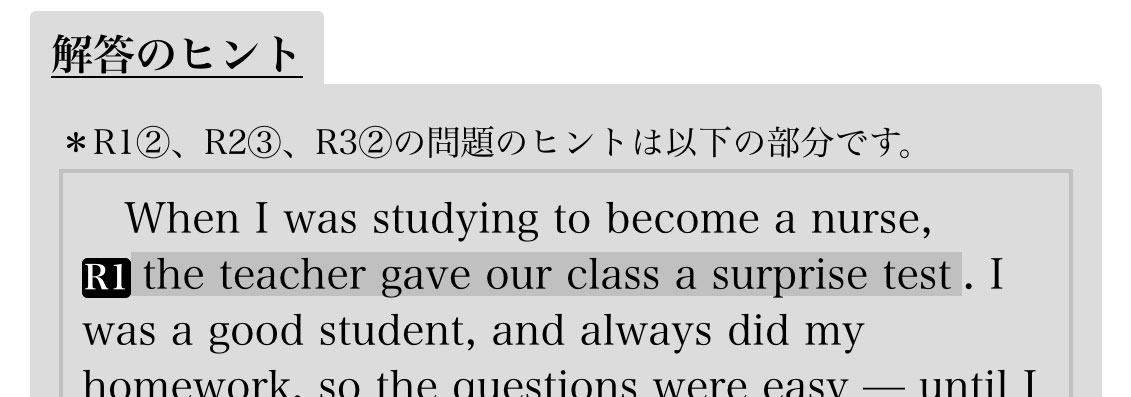 解答のヒント
＊R1②、R2③、R3②の問題のヒントは以下の部分です。
When I was studying to become a nurse,
R1 the teacher gave our class a surprise test. I
was a good student, and always did my
homework, so the questions were easy — until I